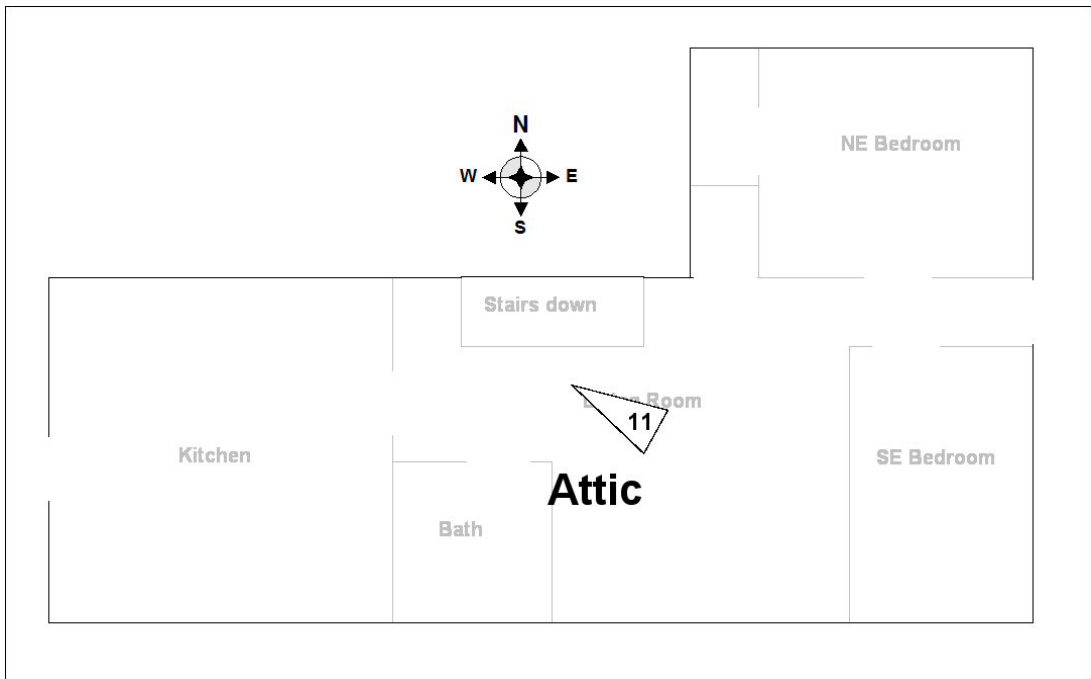 N
NE Bedroom
W
E
S
Stairs down
Room
11
Kitchen
SE Bedroom
Attic
Bath